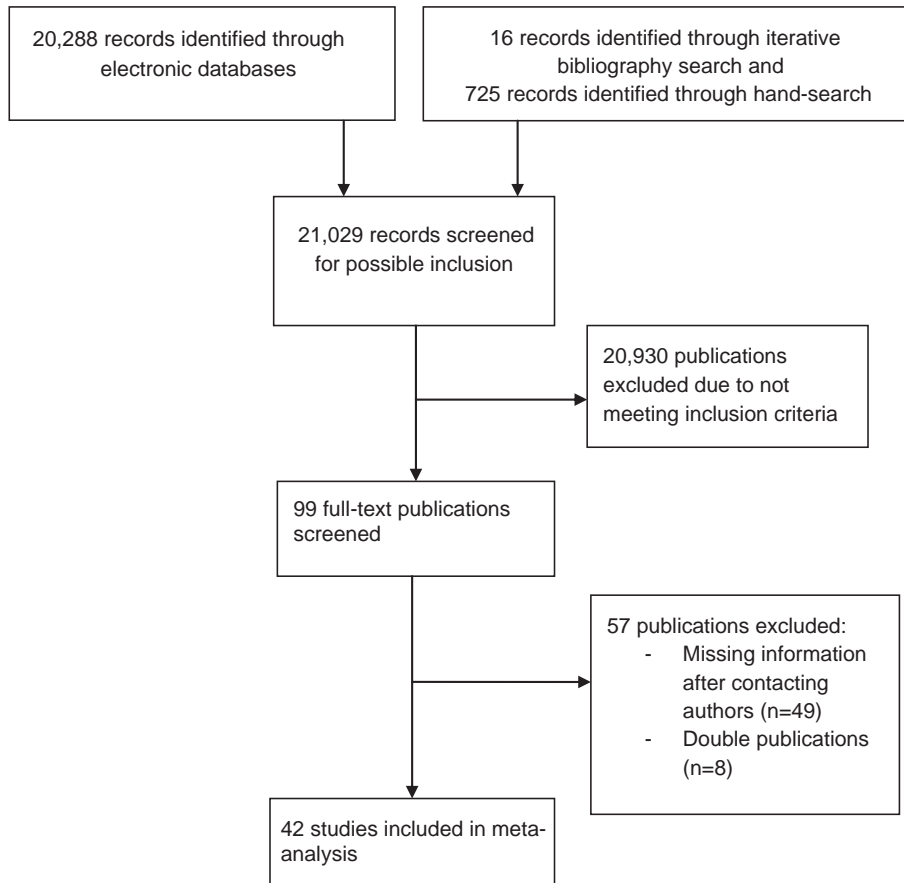 20,288 records identified through
electronic databases
16 records identified through iterative
bibliography search and
725 records identified through hand-search
21,029 records screened
for possible inclusion
20,930 publications
excluded due to not
meeting inclusion criteria
99 full-text publications
screened
57 publications excluded:
- Missing information
after contacting
authors (n=49)
- Double publications
(n=8)
42 studies included in meta-
analysis